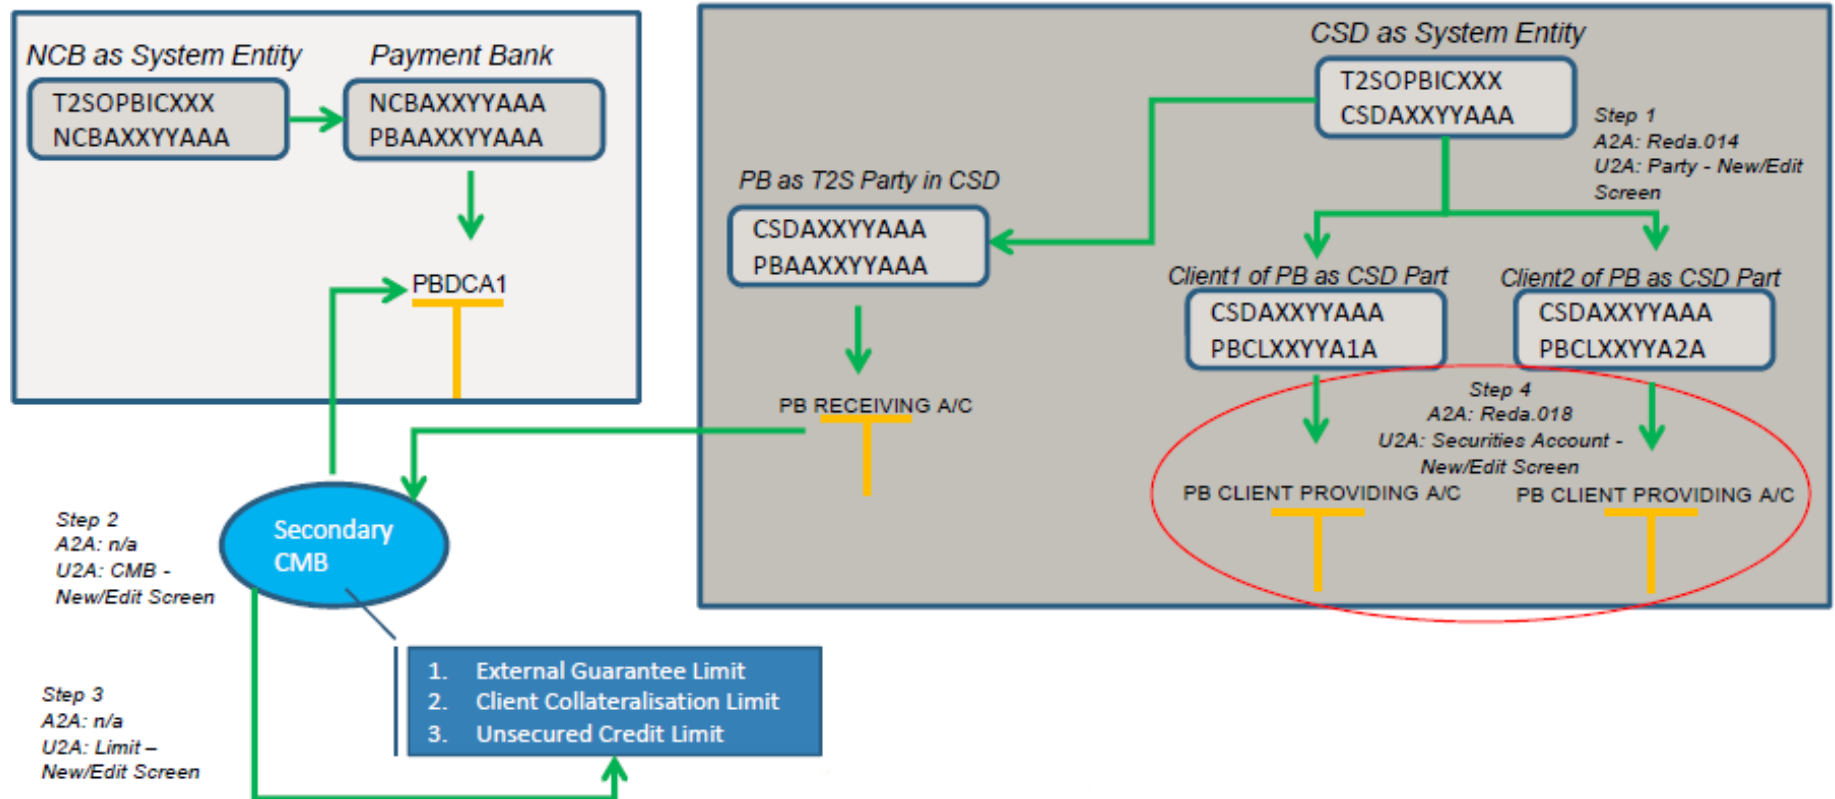 NCB as System Entity
T2SOPBICXXX
NCBAXXYYAAA
Payment Bank
NCBAXXYYAAA
PBAAXXYYAAA
PBDCA1
CSD as System Entity
T2SOPBICXXX
CSDAXXYYAAA
Step 1
A2A: Reda.014
U2A: Party - New/Edit
Screen
PB as T2S Party in CSD
CSDAXXYYAAA
PBAAXXYYAAA
PB RECEIVING A/C
Client1 of PB as CSD Part
CSDAXXYYAAA
PBCLXXYYA1A
Client2 of PB as CSD Part
CSDAXXYYAAA
PBCLXXYYA2A
Step 4
A2A: Reda.018
U2A: Securities Account -
New/Edit Screen
PB CLIENT PROVIDING A/C
PB CLIENT PROVIDING A/C
Step 2
A2A: n/a
U2A: CMB -
New/Edit Screen
Secondary
CMB
1. External Guarantee Limit
2. Client Collateralisation Limit
3. Unsecured Credit Limit
Step 3
A2A: n/a
U2A: Limit –
New/Edit Screen